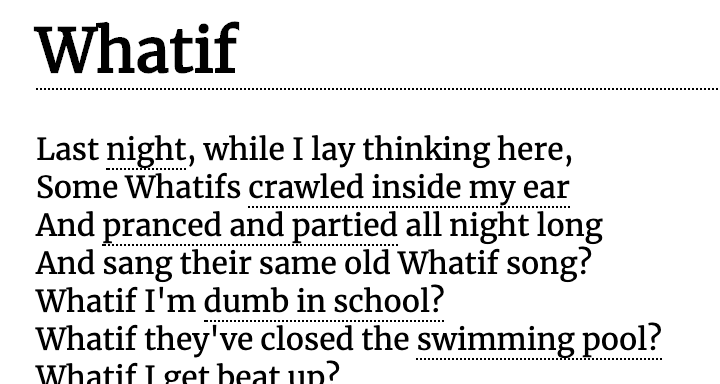 Whatif
Last night, while I lay thinking here,
Some Whatifs crawled inside my ear
And pranced and partied all night long
And sang their same old Whatif song?
Whatif I'm dumb in school?
Whatif they've closed the swimming pool?
Whatif I get beat up?